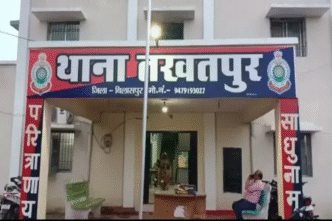 थाना तखतपुर
जिला - बिलासपुर मो.नं.- 9479193027
परित्राणाय
साधुनाम